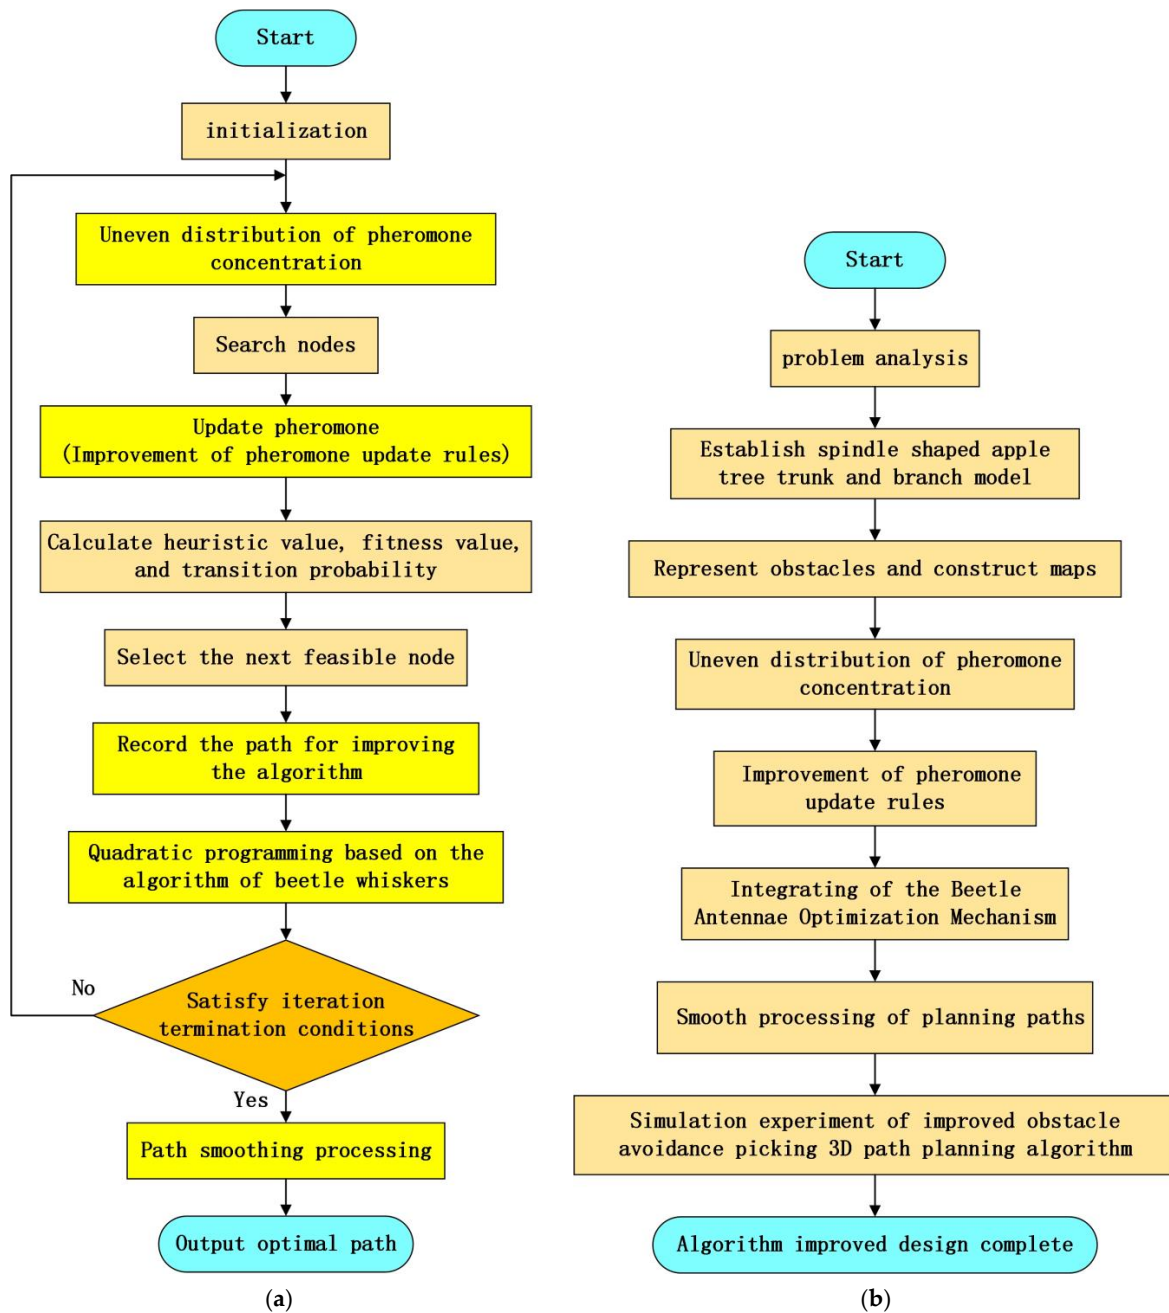 Start
initialization
Uneven distribution of pheromone
concentration
Search nodes
Update pheromone
(Improvement of pheromone update rules)
Calculate heuristic value, fitness value,
and transition probability
Select the next feasible node
Record the path for improving
the algorithm
Quadratic programming based on the
algorithm of beetle whiskers
No
Satisfy iteration
termination conditions
Yes
Path smoothing processing
Output optimal path
(a)
Start
problem analysis
Establish spindle shaped apple
tree trunk and branch model
Represent obstacles and construct maps
Uneven distribution of pheromone
concentration
Improvement of pheromone
update rules
Integrating of the Beetle
Antennae Optimization Mechanism
Smooth processing of planning paths
Simulation experiment of improved obstacle
avoidance picking 3D path planning algorithm
Algorithm improved design complete
(b)